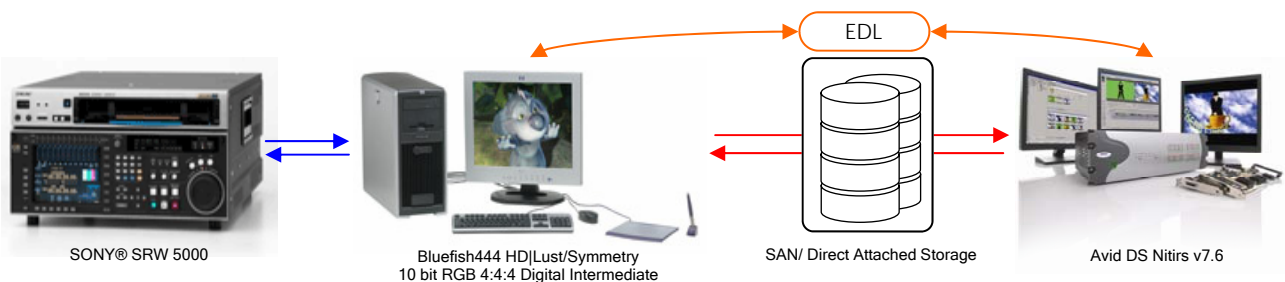 EDL
SONY® SRW 5000
Bluefish444 HD|Lust/Symmetry
10 bit RGB 4:4:4 Digital Intermediate
SAN/ Direct Attached Storage
Avid DS Nitirs v7.6